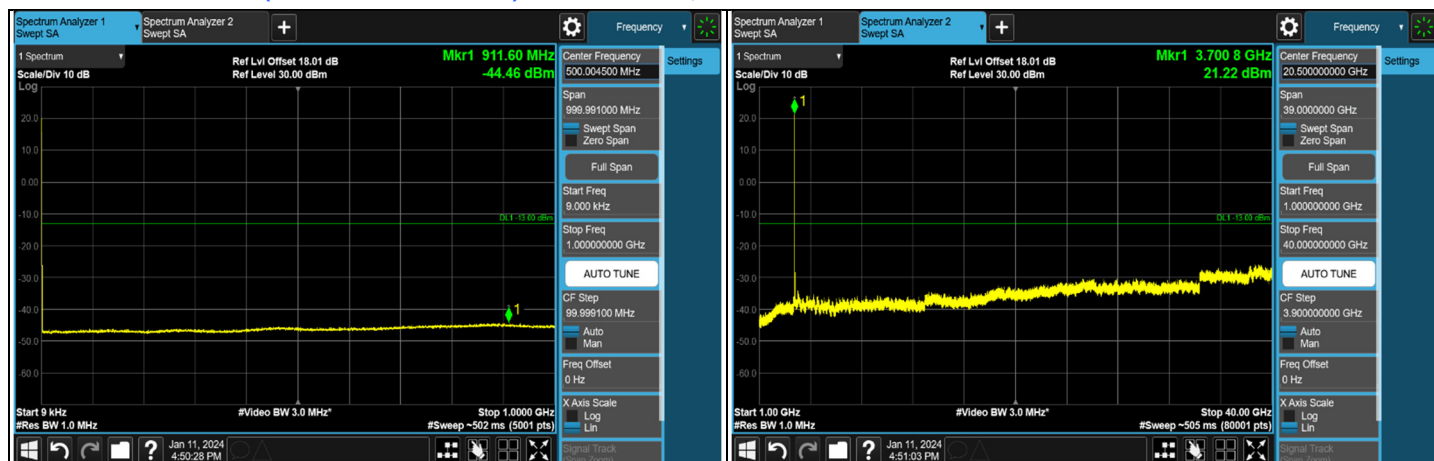 Spectrum Analyzer 1
Swept SA
Spectrum Analyzer 2
Swept SA
+
Frequency
1 Spectrum
Scale/Div 10 dB
Log
Ref Lvl Offset 18.01 dB
Ref Level 30.00 dBm
Mkr1 911.60 MHz
-44.46 dBm
20.0
10.0
0.00
-10.0
-20.0
-30.0
-40.0
-50.0
-60.0
DL1 -13.00 dBm
1
Start 9 kHz
#Res BW 1.0 MHz
#Video BW 3.0 MHz*
Stop 1.0000 GHz
#Sweep ~502 ms (5001 pts)
Center Frequency
500.004500 MHz
Settings
Span
999.991000 MHz
Swept Span
Zero Span
Full Span
Start Freq
9.000 kHz
Stop Freq
1.000000000 GHz
AUTO TUNE
CF Step
99.999100 MHz
Auto
Man
Freq Offset
0 Hz
X Axis Scale
Log
Lin
Signal Track
(Span Zoom)
?
Jan 11, 2024
4:50:28 PM
Spectrum Analyzer 1
Swept SA
Spectrum Analyzer 2
Swept SA
+
Frequency
1 Spectrum
Scale/Div 10 dB
Log
Ref Lvl Offset 18.01 dB
Ref Level 30.00 dBm
Mkr1 3.700 8 GHz
21.22 dBm
1
20.0
10.0
0.00
-10.0
-20.0
-30.0
-40.0
-50.0
-60.0
DL1 -13.00 dBm
Start 1.00 GHz
#Res BW 1.0 MHz
#Video BW 3.0 MHz*
Stop 40.00 GHz
#Sweep ~505 ms (80001 pts)
Center Frequency
20.500000000 GHz
Settings
Span
39.0000000 GHz
Swept Span
Zero Span
Full Span
Start Freq
1.000000000 GHz
Stop Freq
40.000000000 GHz
AUTO TUNE
CF Step
3.900000000 GHz
Auto
Man
Freq Offset
0 Hz
X Axis Scale
Log
Lin
Signal Track
(Span Zoom)
?
Jan 11, 2024
4:51:03 PM